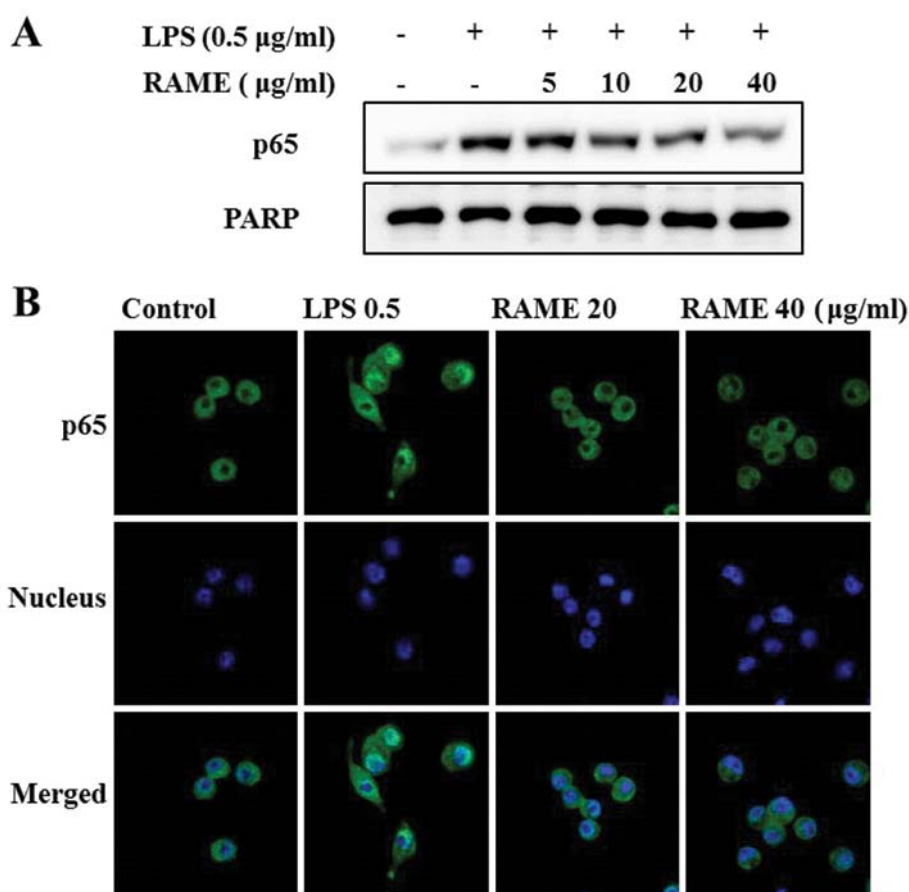 A
LPS (0.5 µg/ml) - + + + + +
RAME ( µg/ml) - - 5 10 20 40
p65
PARP
B
Control LPS 0.5 RAME 20 RAME 40 (µg/ml)
p65
Nucleus
Merged